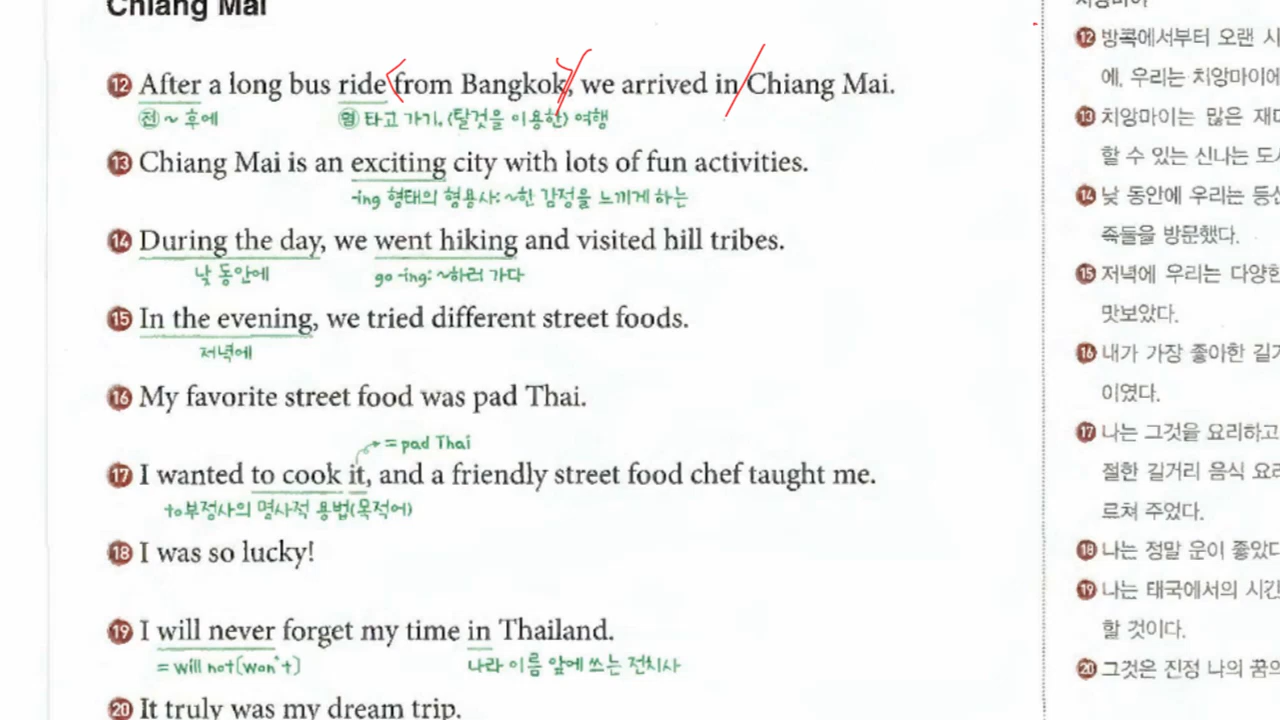 Chiang Mai
⑫ After a long bus ride from Bangkok, we arrived in Chiang Mai.
전 ~ 후에
명 타고 가기, (탈것을 이용한) 여행
⑬ Chiang Mai is an exciting city with lots of fun activities.
-ing 형태의 형용사: ~한 감정을 느끼게 하는
⑭ During the day, we went hiking and visited hill tribes.
낮 동안에
go -ing: ~하러 가다
⑮ In the evening, we tried different street foods.
저녁에
⑯ My favorite street food was pad Thai.
= pad Thai
⑰ I wanted to cook it, and a friendly street food chef taught me.
to부정사의 명사적 용법(목적어)
⑱ I was so lucky!
⑲ I will never forget my time in Thailand.
= will not(won't)
나라 이름 앞에 쓰는 전치사
⑳ It truly was my dream trip.
⑫ 방콕에서부터 오랜
에, 우리는 치앙마이에
⑬ 치앙마이는 많은
할 수 있는 신나는
⑭ 낮 동안에 우리는
족들을 방문했다.
⑮ 저녁에 우리는
맛보았다.
⑯ 내가 가장 좋아한
이였다.
⑰ 나는 그것을 요리하고
절한 길거리 음식
르쳐 주었다.
⑱ 나는 정말 운이 좋았다
⑲ 나는 태국에서의
할 것이다.
⑳ 그것은 진정 나의